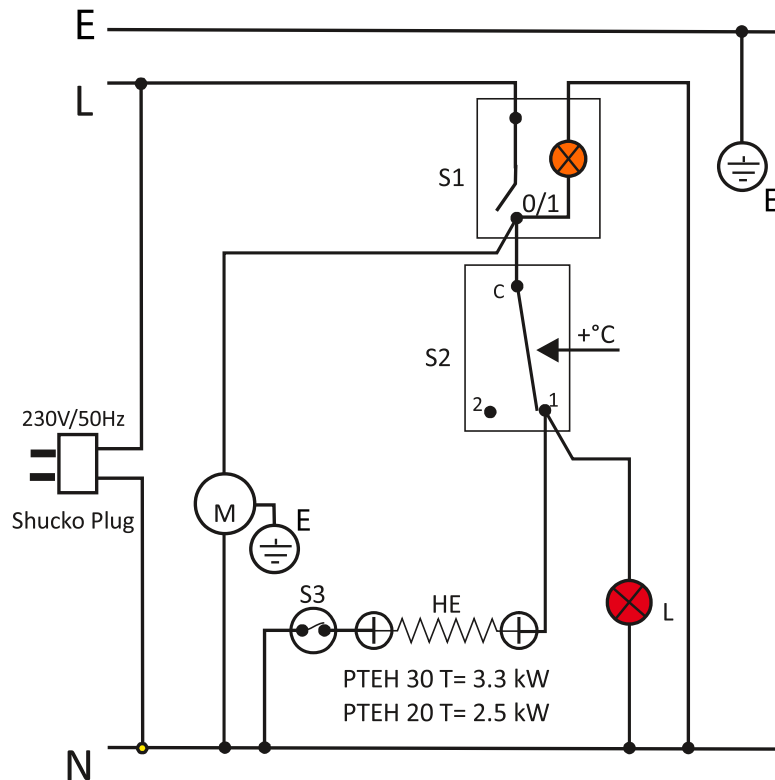 E
L
S1
0/1
E
C
S2
+°C
2
1
230V/50Hz
Shucko Plug
M
E
S3
HE
L
PTEH 30 T= 3.3 kW
PTEH 20 T= 2.5 kW
N